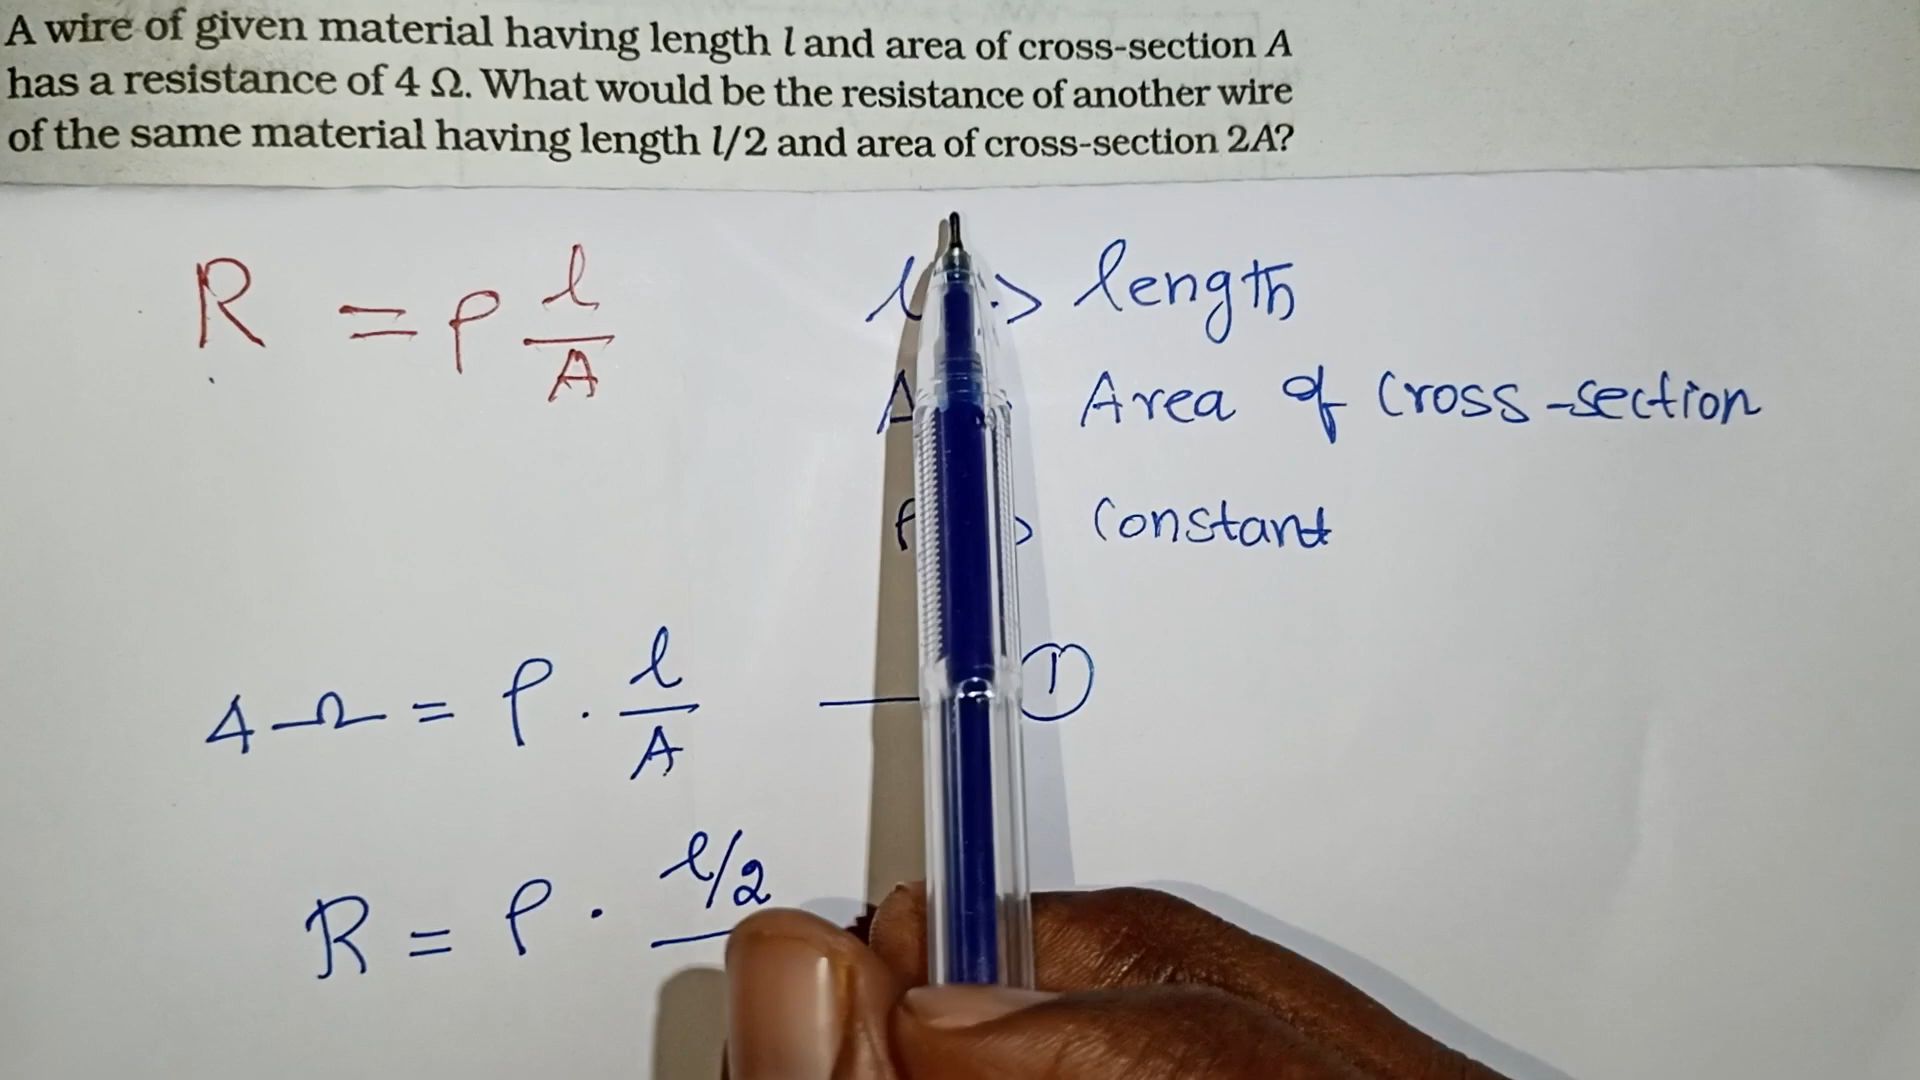 A wire of given material having length l and area of cross-section A
has a resistance of 4 Ω. What would be the resistance of another wire
of the same material having length l/2 and area of cross-section 2A?
R = ρ l/A
l -> length
A Area of Cross-section
ρ > Constant
4 Ω = ρ . l/A — ①
R = ρ . l/2